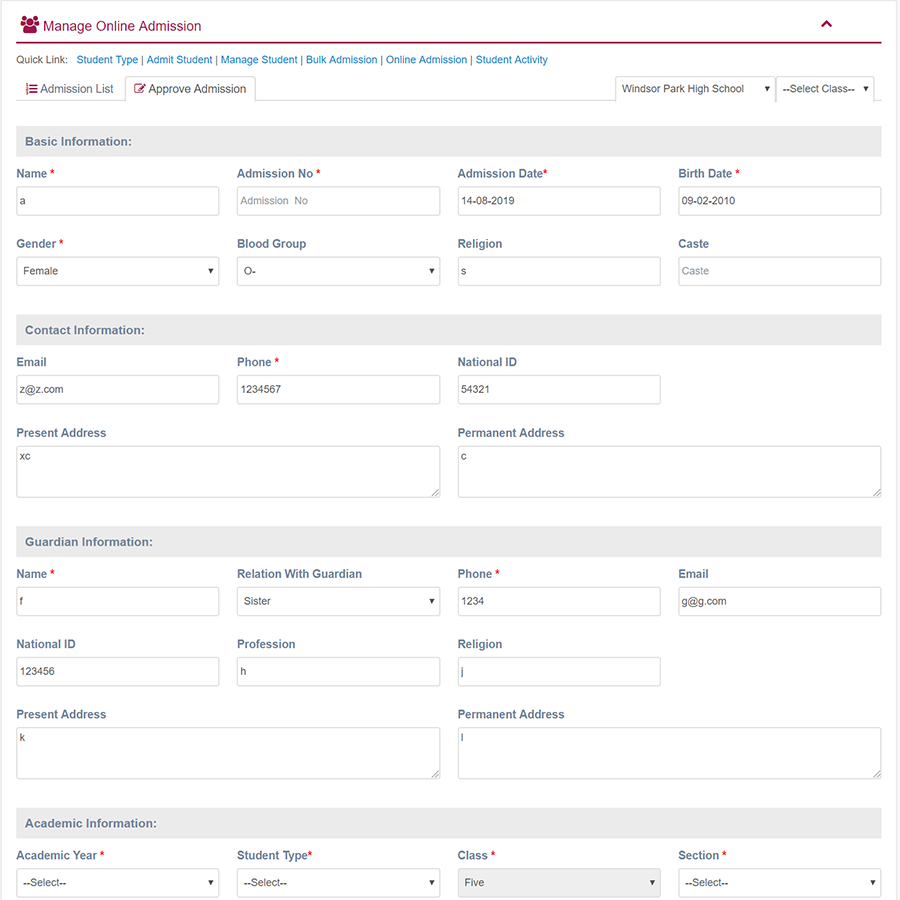 Manage Online Admission
Quick Link: Student Type | Admit Student | Manage Student | Bulk Admission | Online Admission | Student Activity
Admission List Approve Admission Windsor Park High School --Select Class--
Basic Information:
Name * Admission No * Admission Date* Birth Date *
a Admission No 14-08-2019 09-02-2010
Gender * Blood Group Religion Caste
Female O- s Caste
Contact Information:
Email Phone * National ID
z@z.com 1234567 54321
Present Address Permanent Address
xc c
Guardian Information:
Name * Relation With Guardian Phone * Email
f Sister 1234 g@g.com
National ID Profession Religion
123456 h j
Present Address Permanent Address
k l
Academic Information:
Academic Year * Student Type* Class * Section *
--Select-- --Select-- Five --Select--